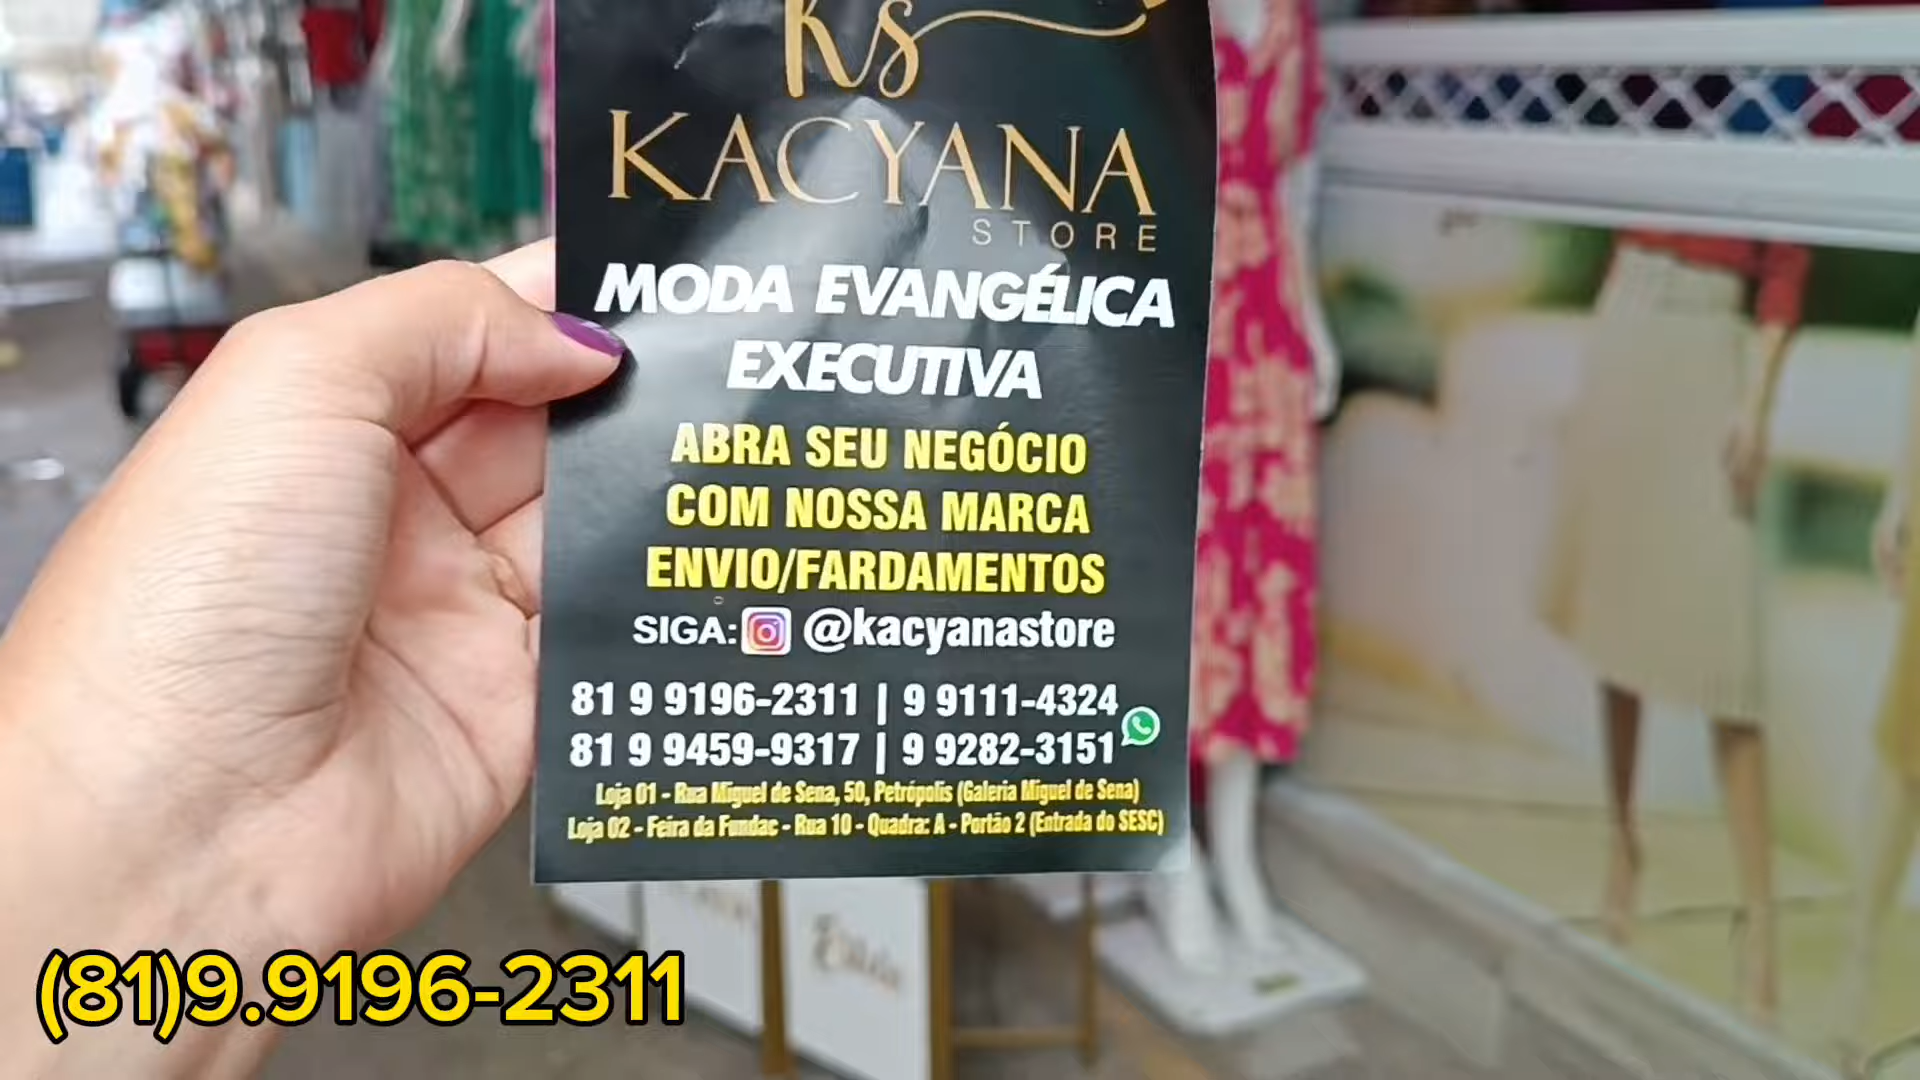 Ks
KACYANA
STORE
MODA EVANGÉLICA
EXECUTIVA
ABRA SEU NEGÓCIO
COM NOSSA MARCA
ENVIO/FARDAMENTOS
SIGA: @kacyanastore
81 9 9196-2311 | 9 9111-4324
81 9 9459-9317 | 9 9282-3151
Loja 01 - Rua Miguel de Sena, 50, Petrópolis (Galeria Miguel de Sena)
Loja 02 - Feira da Fundac - Rua 10 - Quadra: A - Portão 2 (Entrada do SESC)
(81)9.9196-2311